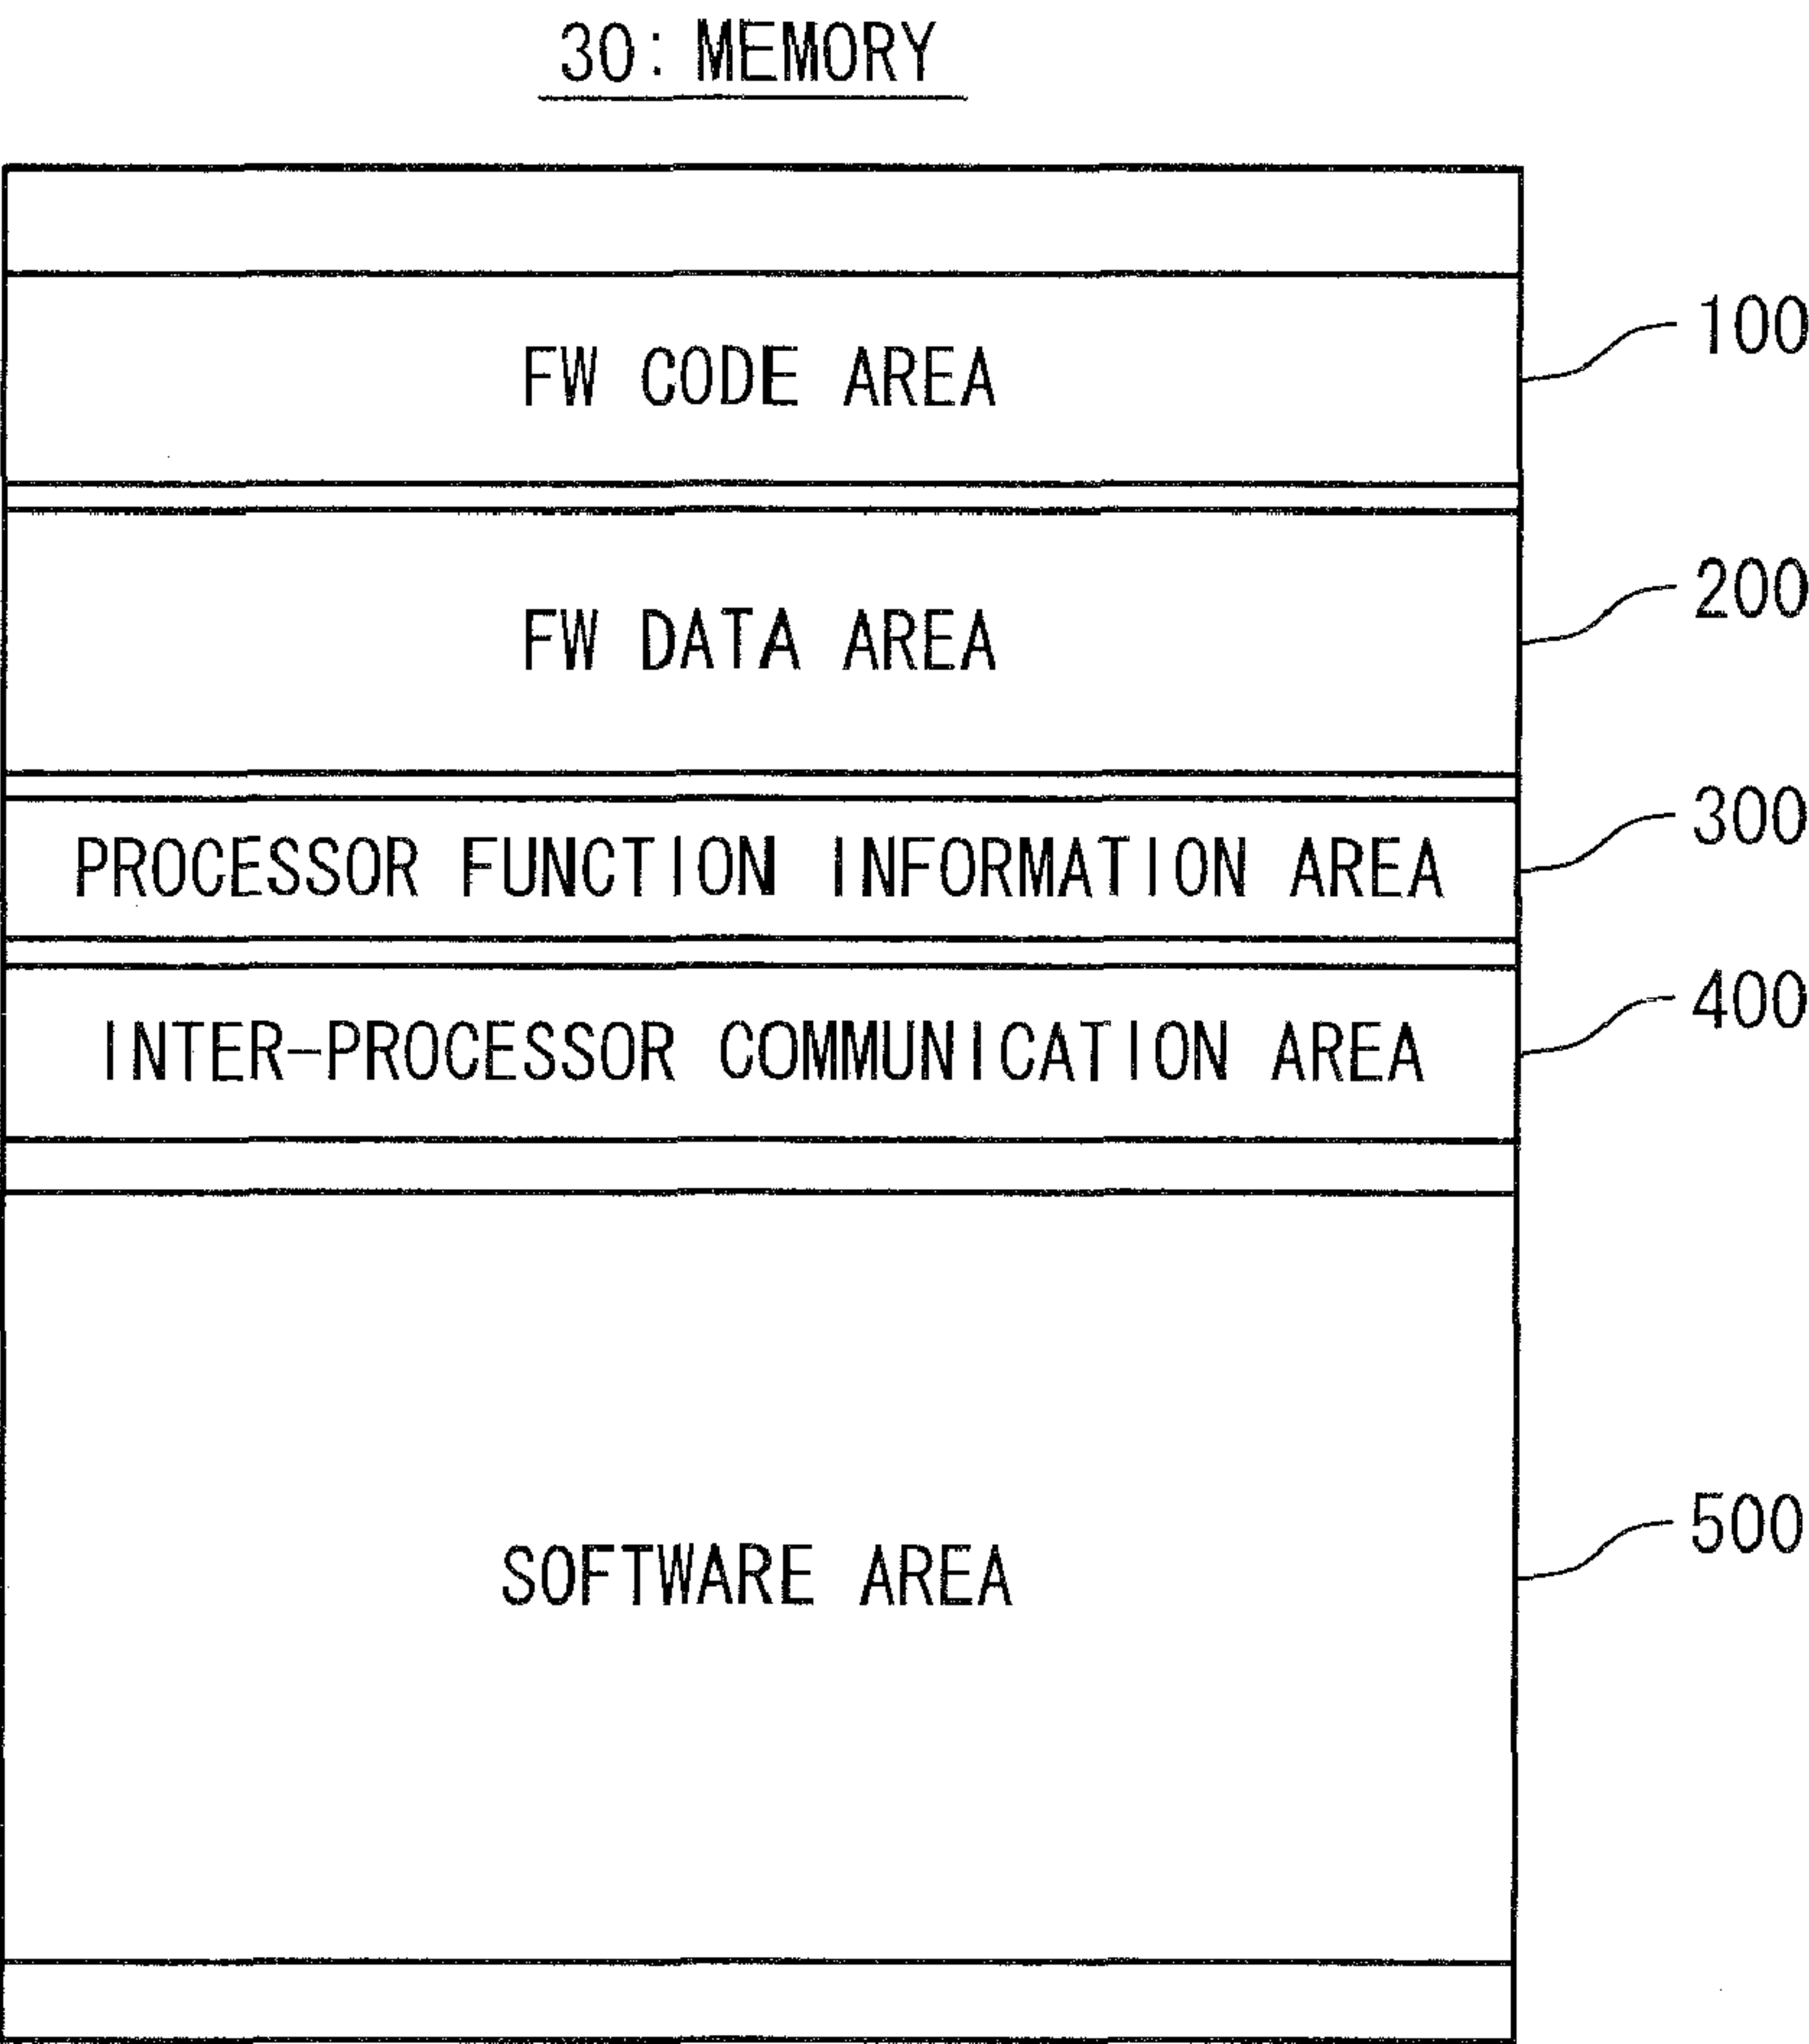 30: MEMORY
FW CODE AREA
100
FW DATA AREA
200
PROCESSOR FUNCTION INFORMATION AREA
300
INTER-PROCESSOR COMMUNICATION AREA
400
SOFTWARE AREA
500